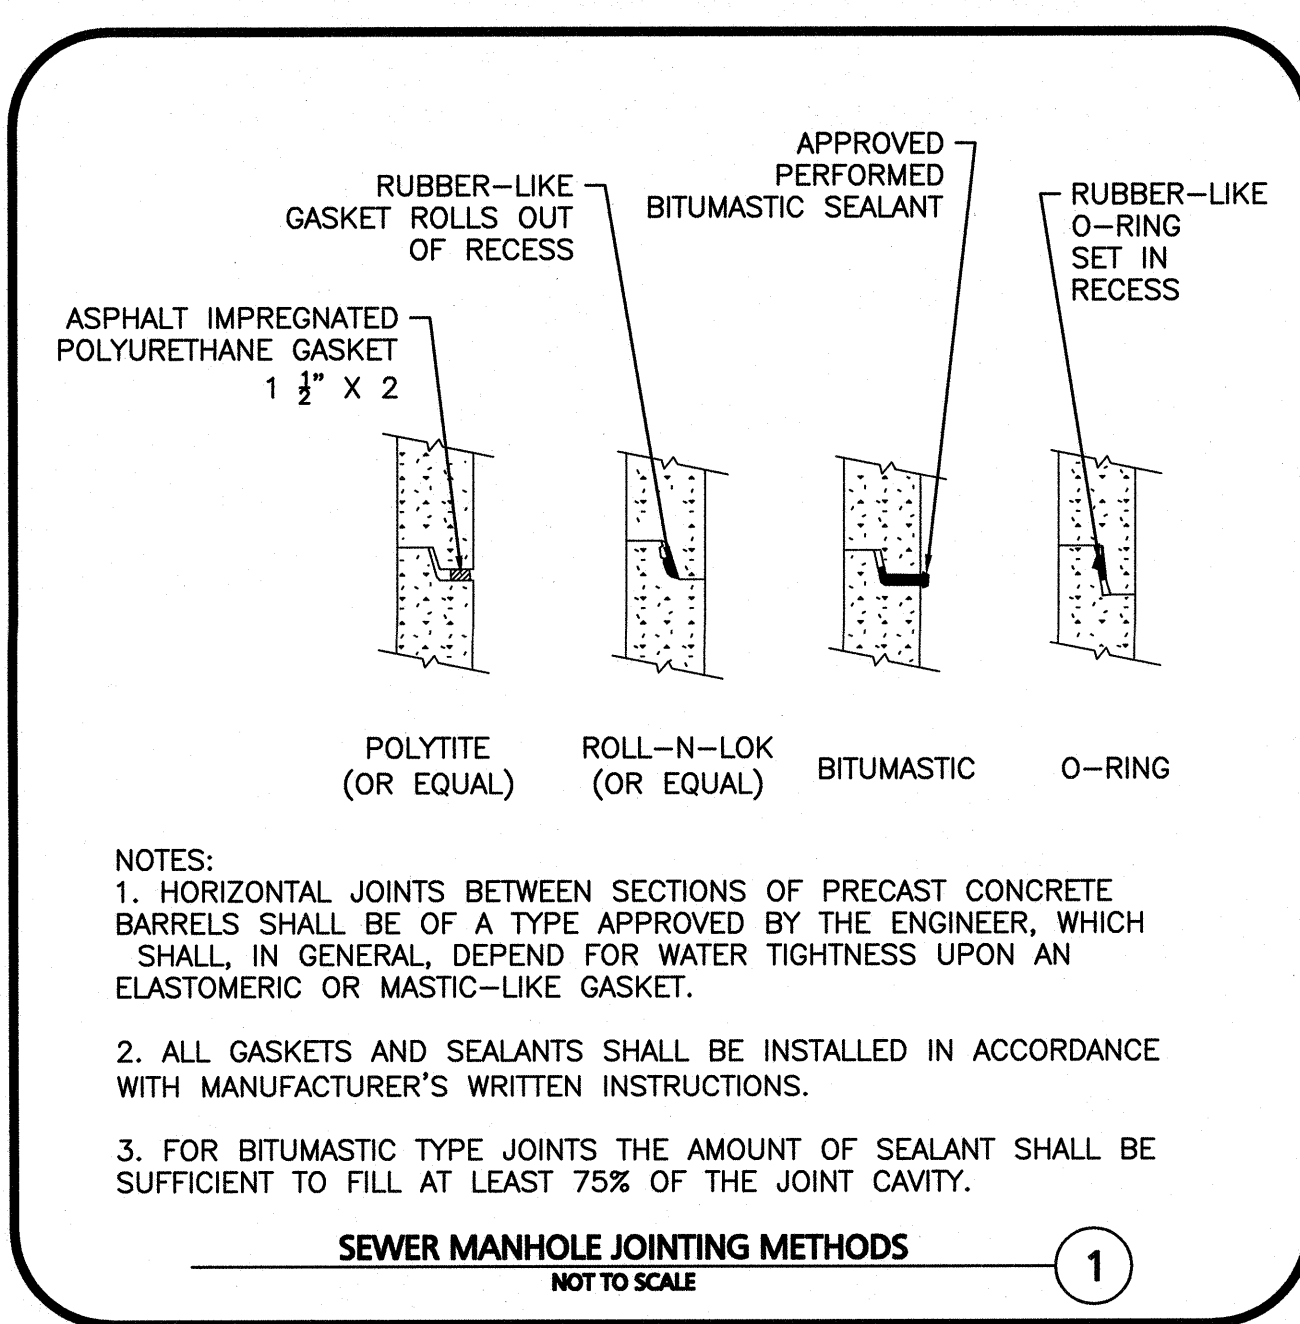 APPROVED
PERFORMED
BITUMASTIC SEALANT
RUBBER-LIKE
GASKET ROLLS OUT
OF RECESS
RUBBER-LIKE
O-RING
SET IN
RECESS
ASPHALT IMPREGNATED
POLYURETHANE GASKET
1 1/2" X 2
POLYTITE
(OR EQUAL)
ROLL-N-LOK
(OR EQUAL)
BITUMASTIC
O-RING
NOTES:
1. HORIZONTAL JOINTS BETWEEN SECTIONS OF PRECAST CONCRETE
BARRELS SHALL BE OF A TYPE APPROVED BY THE ENGINEER, WHICH
SHALL, IN GENERAL, DEPEND FOR WATER TIGHTNESS UPON AN
ELASTOMERIC OR MASTIC-LIKE GASKET.
2. ALL GASKETS AND SEALANTS SHALL BE INSTALLED IN ACCORDANCE
WITH MANUFACTURER'S WRITTEN INSTRUCTIONS.
3. FOR BITUMASTIC TYPE JOINTS THE AMOUNT OF SEALANT SHALL BE
SUFFICIENT TO FILL AT LEAST 75% OF THE JOINT CAVITY.
SEWER MANHOLE JOINTING METHODS
NOT TO SCALE
1